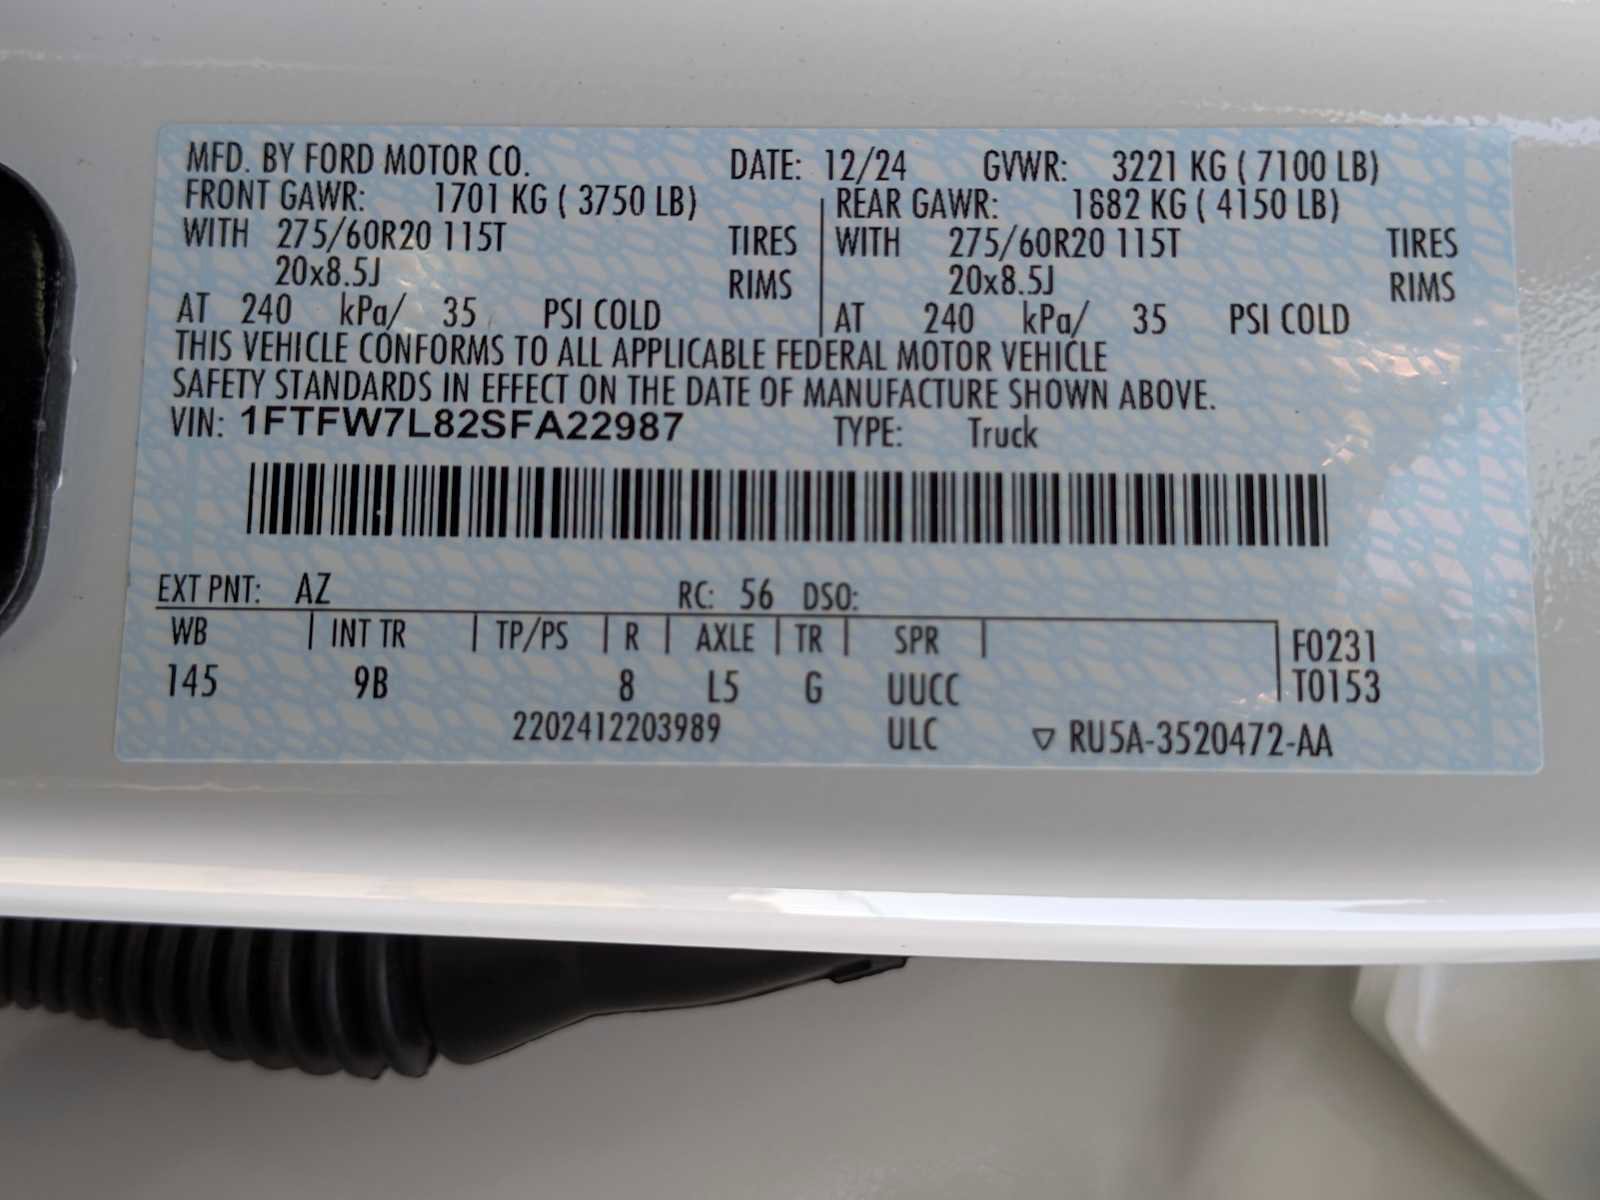 MFD. BY FORD MOTOR CO. DATE: 12/24 GVWR: 3221 KG ( 7100 LB)
FRONT GAWR: 1701 KG ( 3750 LB) REAR GAWR: 1882 KG ( 4150 LB)
WITH 275/60R20 115T TIRES WITH 275/60R20 115T TIRES
20x8.5J RIMS 20x8.5J RIMS
AT 240 kPa/ 35 PSI COLD AT 240 kPa/ 35 PSI COLD
THIS VEHICLE CONFORMS TO ALL APPLICABLE FEDERAL MOTOR VEHICLE
SAFETY STANDARDS IN EFFECT ON THE DATE OF MANUFACTURE SHOWN ABOVE.
VIN: 1FTFW7L82SFA22987 TYPE: Truck
EXT PNT: AZ RC: 56 DSO:
WB | INT TR | TP/PS | R | AXLE | TR | SPR | F0231
145 9B 8 L5 G UUCC T0153
2202412203989 ULC ▽ RU5A-3520472-AA